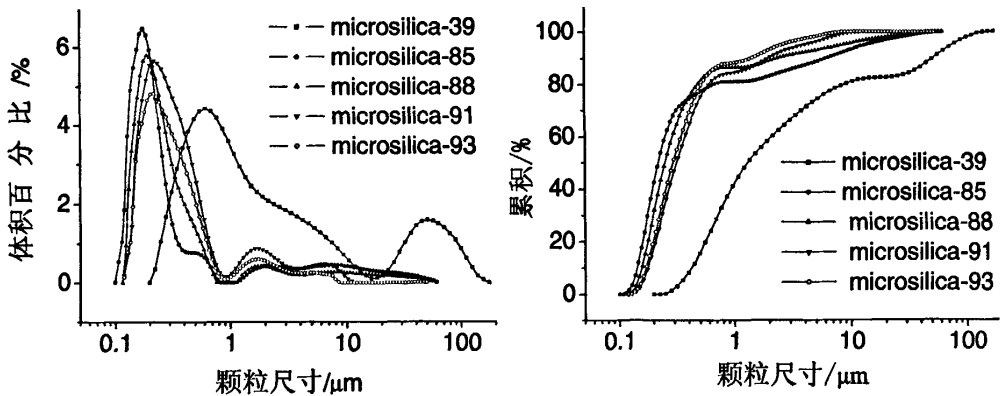 体积百分比/%
6
4
2
0
0.1 1 10 100
颗粒尺寸/μm
microsilica-39
microsilica-85
microsilica-88
microsilica-91
microsilica-93
累积/%
100
80
60
40
20
0
0.1 1 10 100
颗粒尺寸/μm
microsilica-39
microsilica-85
microsilica-88
microsilica-91
microsilica-93